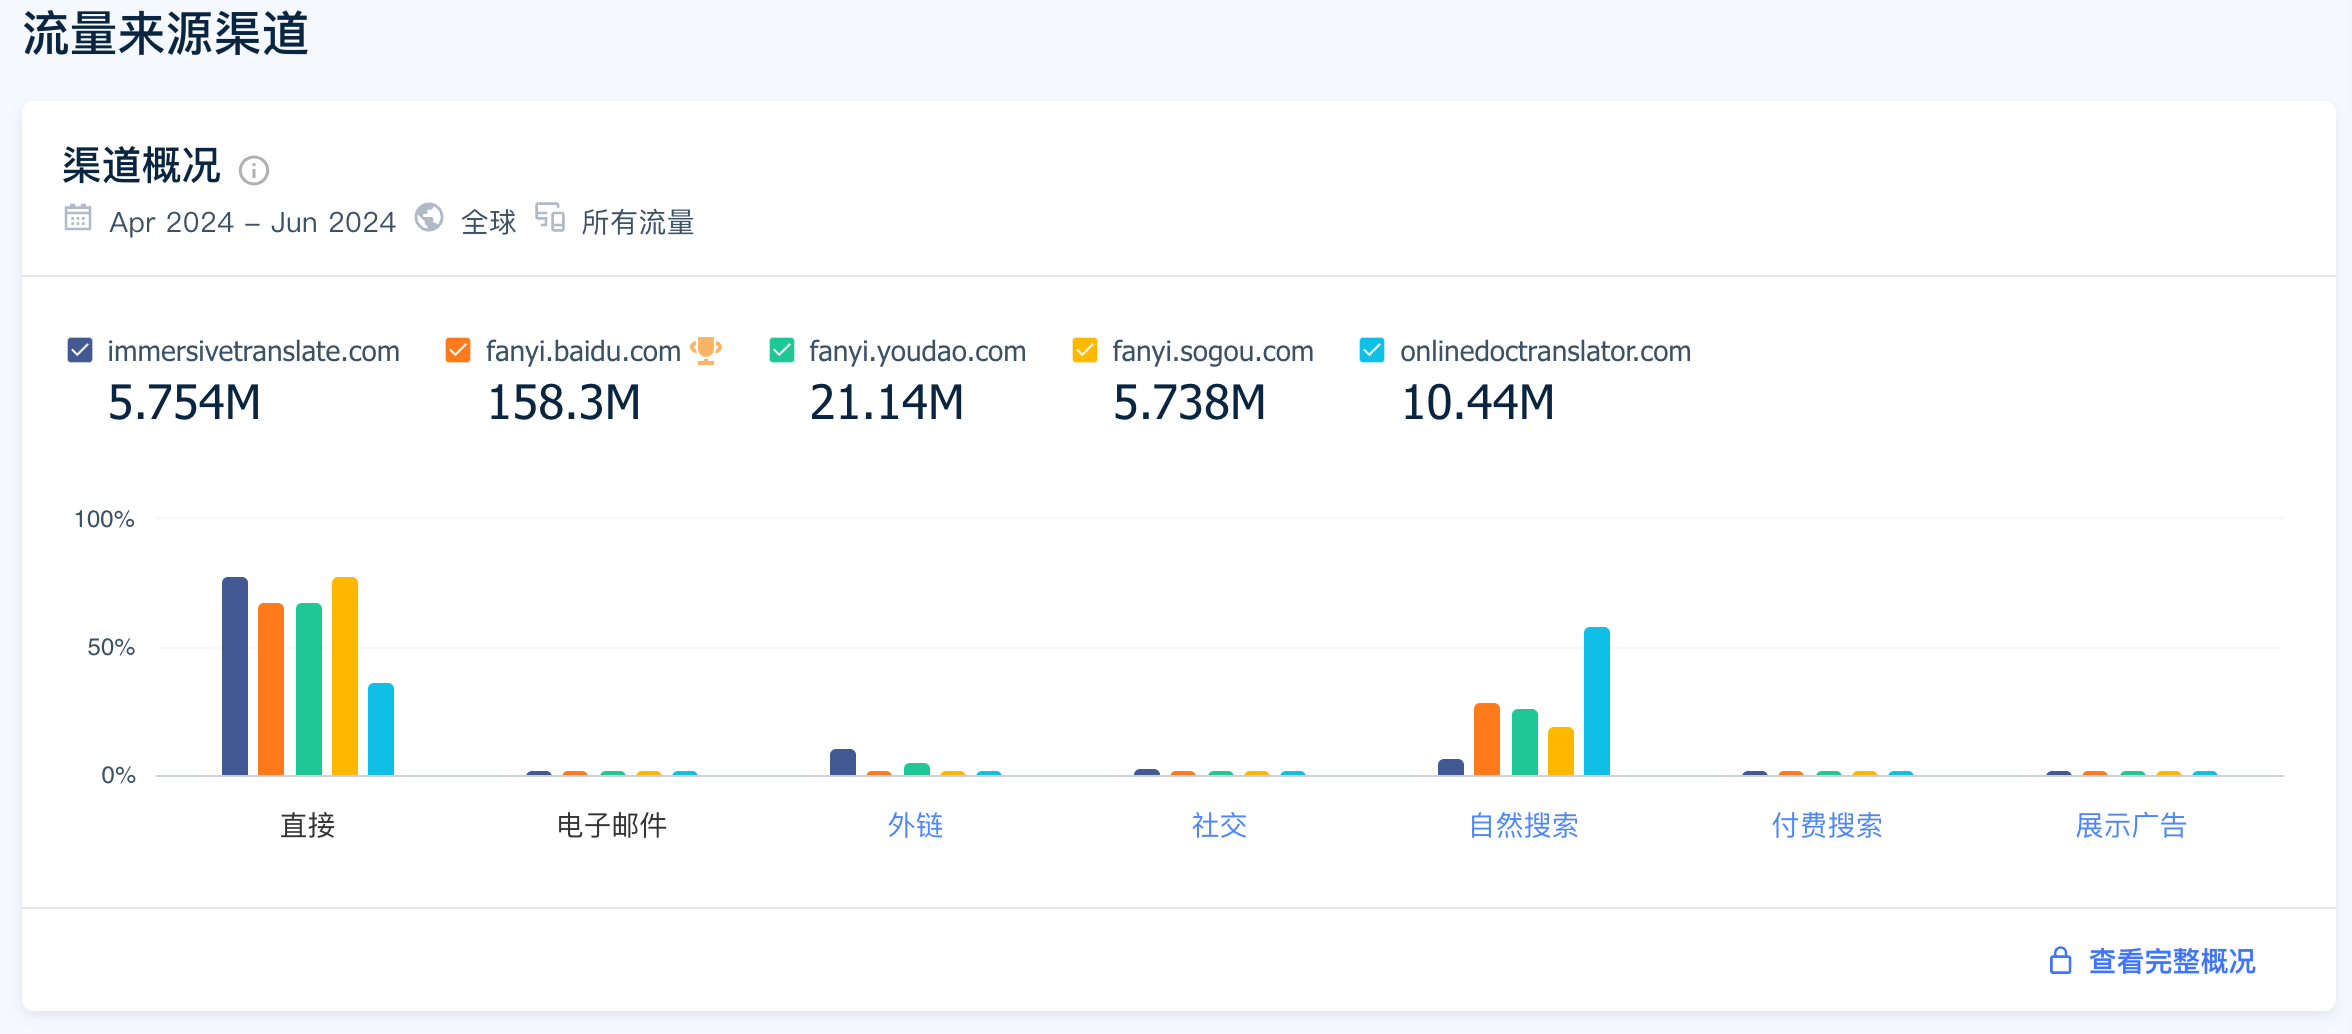 流量来源渠道
渠道概况
Apr 2024 – Jun 2024 全球 所有流量
immersivetranslate.com fanyi.baidu.com fanyi.youdao.com fanyi.sogou.com onlinedoctranslator.com
5.754M 158.3M 21.14M 5.738M 10.44M
100%
50%
0%
直接 电子邮件 外链 社交 自然搜索 付费搜索 展示广告
查看完整概况